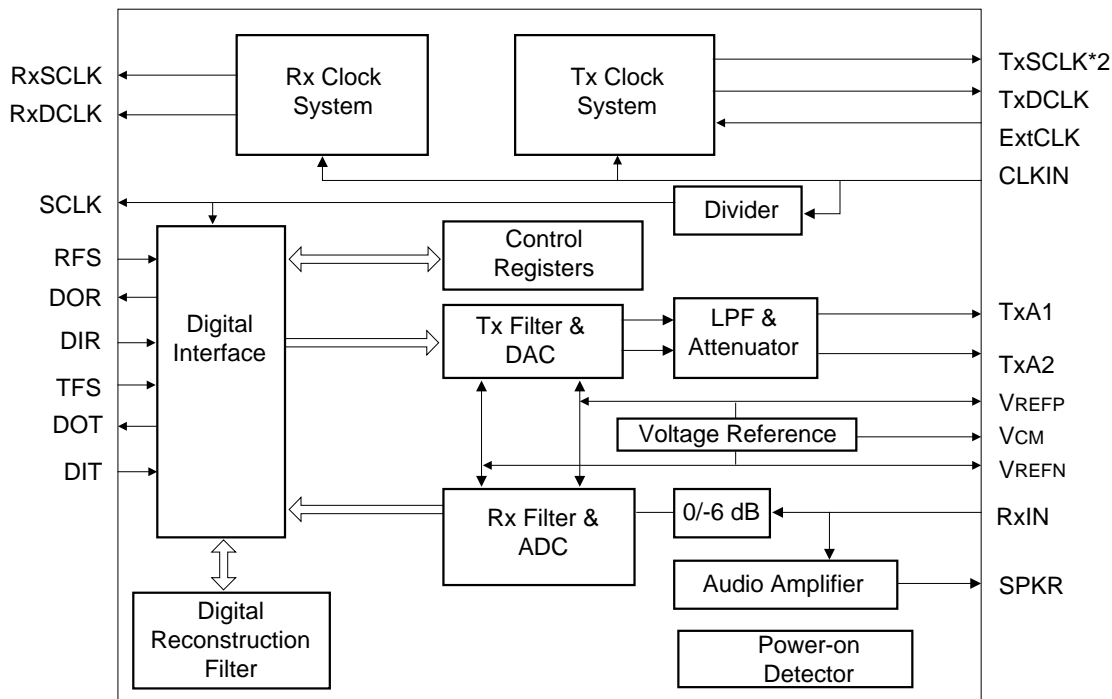 RxSCLK
RxDCLK
SCLK
RFS
DOR
DIR
TFS
DOT
DIT
Rx Clock
System
Tx Clock
System
TxSCLK*2
TxDCLK
ExtCLK
CLKIN
Divider
Control
Registers
Digital
Interface
Tx Filter &
DAC
LPF &
Attenuator
TxA1
TxA2
VREFP
Voltage Reference
VCM
VREFN
Rx Filter &
ADC
0/-6 dB
RxIN
Audio Amplifier
SPKR
Digital
Reconstruction
Filter
Power-on
Detector